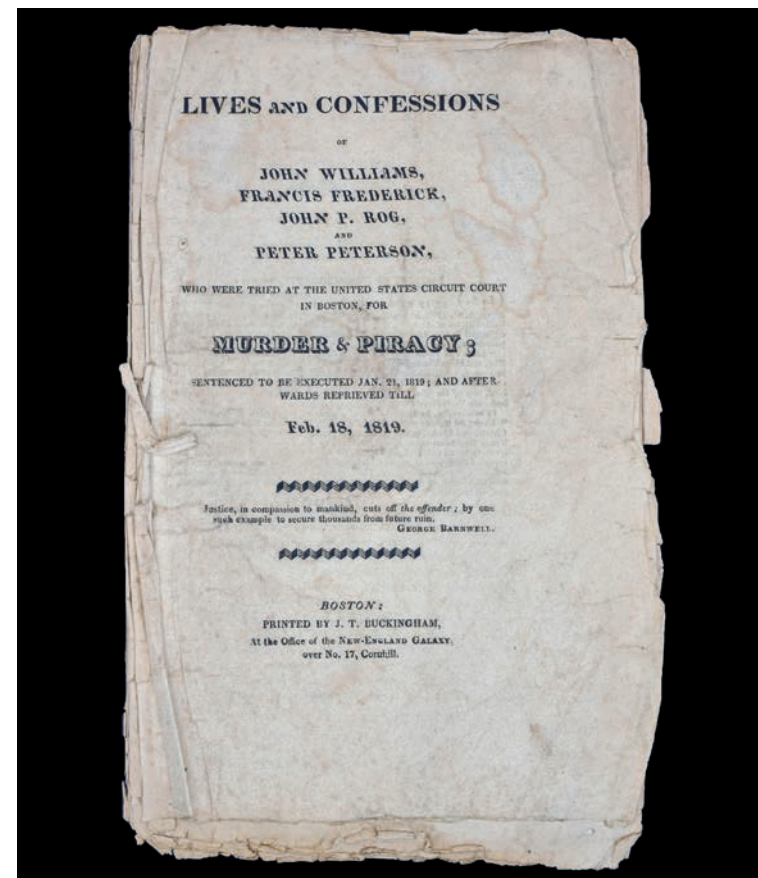 LIVES AND CONFESSIONS
OF
JOHN WILLIAMS,
FRANCIS FREDERICK,
JOHN P. ROG,
AND
PETER PETERSON,
WHO WERE TRIED AT THE UNITED STATES CIRCUIT COURT
IN BOSTON, FOR
MURDER & PIRACY;
SENTENCED TO BE EXECUTED JAN. 21, 1819; AND AFTER-
WARDS REPRIEVED TILL
Feb. 18, 1819.
Justice, in compassion to mankind, cuts off the offender; by one
such example to secure thousands from future ruin.
GEORGE BARNWELL.
BOSTON:
PRINTED BY J. T. BUCKINGHAM,
At the Office of the NEW-ENGLAND GALAXY,
over No. 17, Cornhill.